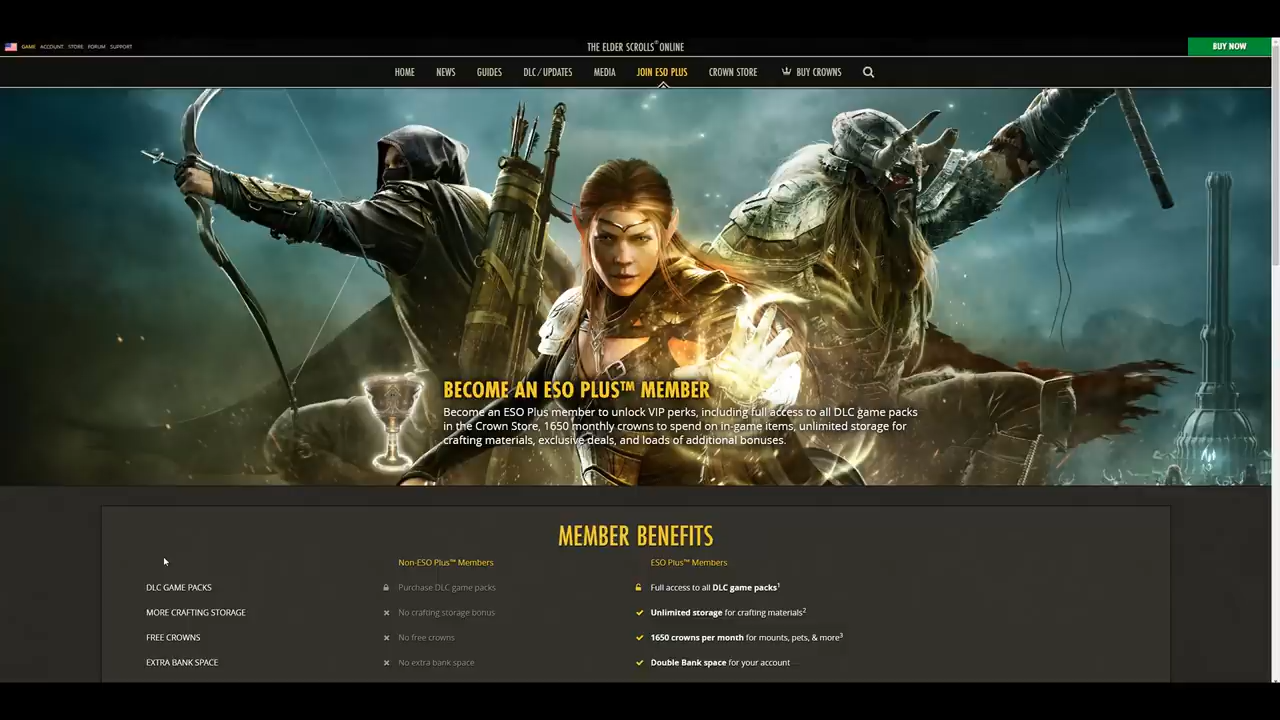 GAME ACCOUNT STORE FORUM SUPPORT
THE ELDER SCROLLS® ONLINE
BUY NOW
HOME NEWS GUIDES DLC/UPDATES MEDIA JOIN ESO PLUS CROWN STORE BUY CROWNS
BECOME AN ESO PLUS™ MEMBER
Become an ESO Plus member to unlock VIP perks, including full access to all DLC game packs
in the Crown Store, 1650 monthly crowns to spend on in-game items, unlimited storage for
crafting materials, exclusive deals, and loads of additional bonuses.
MEMBER BENEFITS
Non-ESO Plus™ Members ESO Plus™ Members
DLC GAME PACKS Purchase DLC game packs Full access to all DLC game packs¹
MORE CRAFTING STORAGE No crafting storage bonus Unlimited storage for crafting materials²
FREE CROWNS No free crowns 1650 crowns per month for mounts, pets, & more³
EXTRA BANK SPACE No extra bank space Double Bank space for your account